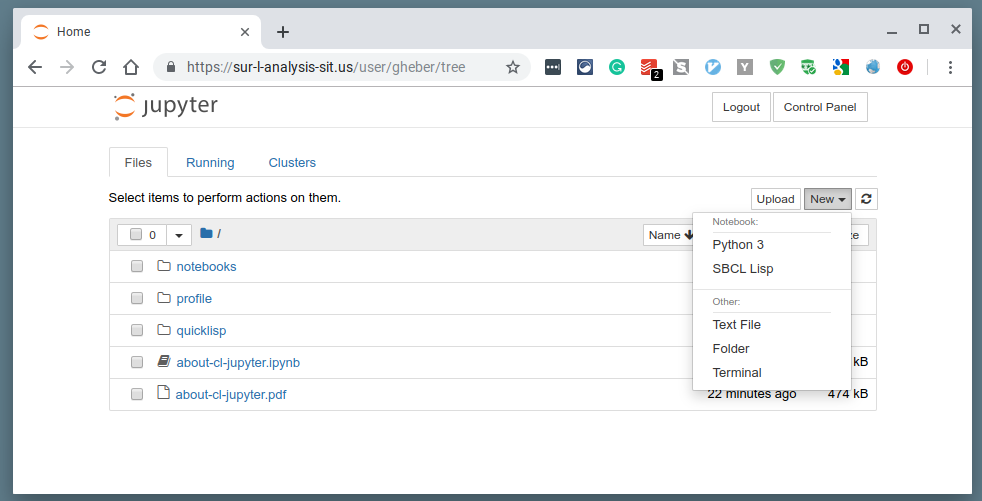 Home
https://sur-l-analysis-sit.us/user/gheber/tree
2
S
Y
jupyter
Logout
Control Panel
Files Running Clusters
Select items to perform actions on them.
Upload New
0 / Name ze
Notebook:
Python 3
SBCL Lisp
Other:
Text File
Folder
Terminal
notebooks
profile
quicklisp
about-cl-jupyter.ipynb kB
about-cl-jupyter.pdf 22 minutes ago 474 kB